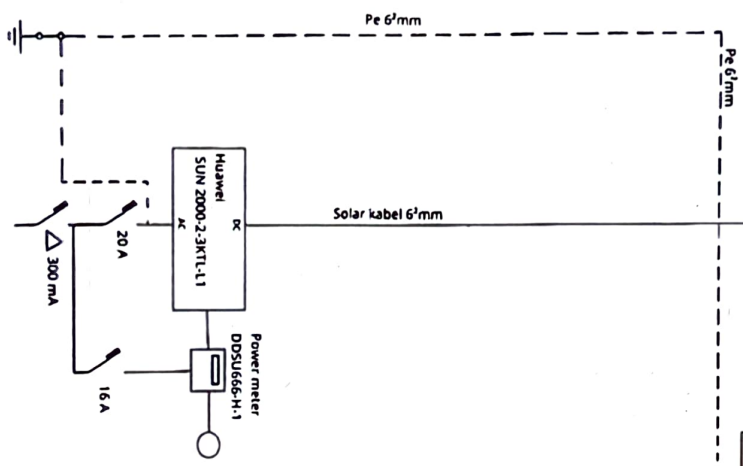 Pe 6²mm
Pe 6²mm
Huawei
SUN 2000-2-3KTL-L1
AC
DC
Solar kabel 6²mm
20 A
△ 300 mA
Power meter
DDSU666-H-1
16 A